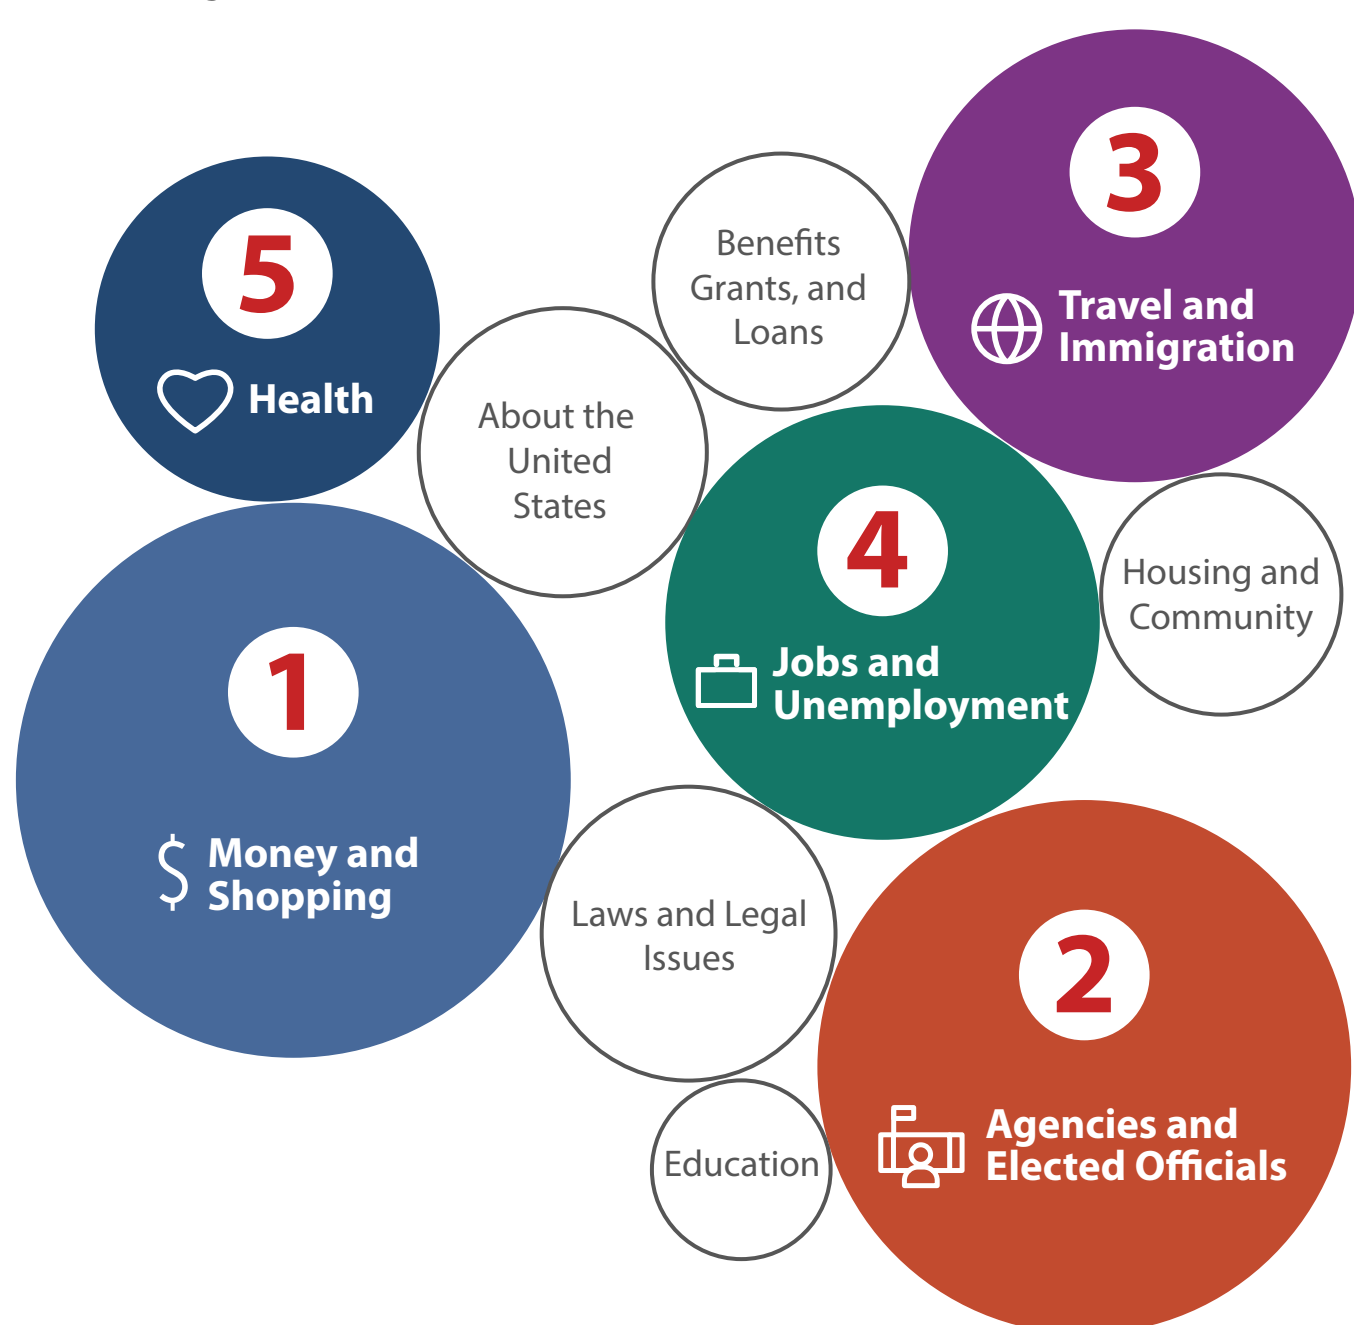 3
Travel and
Immigration
Benefits
Grants, and
Loans
5
Health
About the
United
States
4
Jobs and
Unemployment
Housing and
Community
1
Money and
Shopping
Laws and Legal
Issues
2
Agencies and
Elected Officials
Education